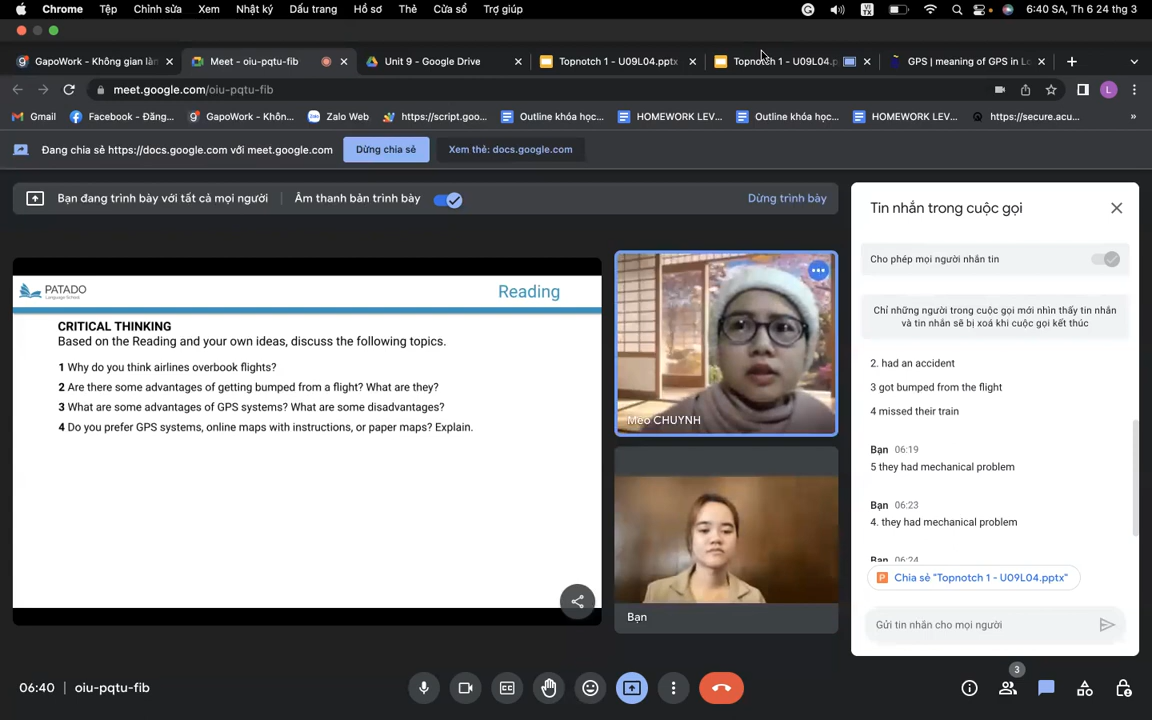 Chrome Tệp Chỉnh sửa Xem Nhật ký Dấu trang Hồ sơ Thẻ Cửa sổ Trợ giúp
VI TX
6:40 SA, Th 6 24 thg 3
GapoWork - Không gian làn
Meet - oiu-pqtu-fib
Unit 9 - Google Drive
Topnotch 1 - U09L04.pptx
Topnotch 1 - U09L04.p
GPS | meaning of GPS in Lo
meet.google.com/oiu-pqtu-fib
L
Gmail
Facebook - Đăng...
GapoWork - Khôn...
Zalo Web
https://script.goo...
Outline khóa học...
HOMEWORK LEV...
Outline khóa học...
HOMEWORK LEV...
https://secure.acu...
»
Đang chia sẻ https://docs.google.com với meet.google.com
Dừng chia sẻ
Xem thẻ: docs.google.com
Bạn đang trình bày với tất cả mọi người
Âm thanh bản trình bày
Dừng trình bày
PATADO
Language School
Reading
CRITICAL THINKING
Based on the Reading and your own ideas, discuss the following topics.
1 Why do you think airlines overbook flights?
2 Are there some advantages of getting bumped from a flight? What are they?
3 What are some advantages of GPS systems? What are some disadvantages?
4 Do you prefer GPS systems, online maps with instructions, or paper maps? Explain.
Mèo CHUYNH
Bạn
Tin nhắn trong cuộc gọi
Cho phép mọi người nhắn tin
Chỉ những người trong cuộc gọi mới nhìn thấy tin nhắn
và tin nhắn sẽ bị xoá khi cuộc gọi kết thúc
2. had an accident
3 got bumped from the flight
4 missed their train
Bạn 06:19
5 they had mechanical problem
Bạn 06:23
4. they had mechanical problem
Bạn 06:24
Chia sẻ "Topnotch 1 - U09L04.pptx"
Gửi tin nhắn cho mọi người
06:40 | oiu-pqtu-fib
3